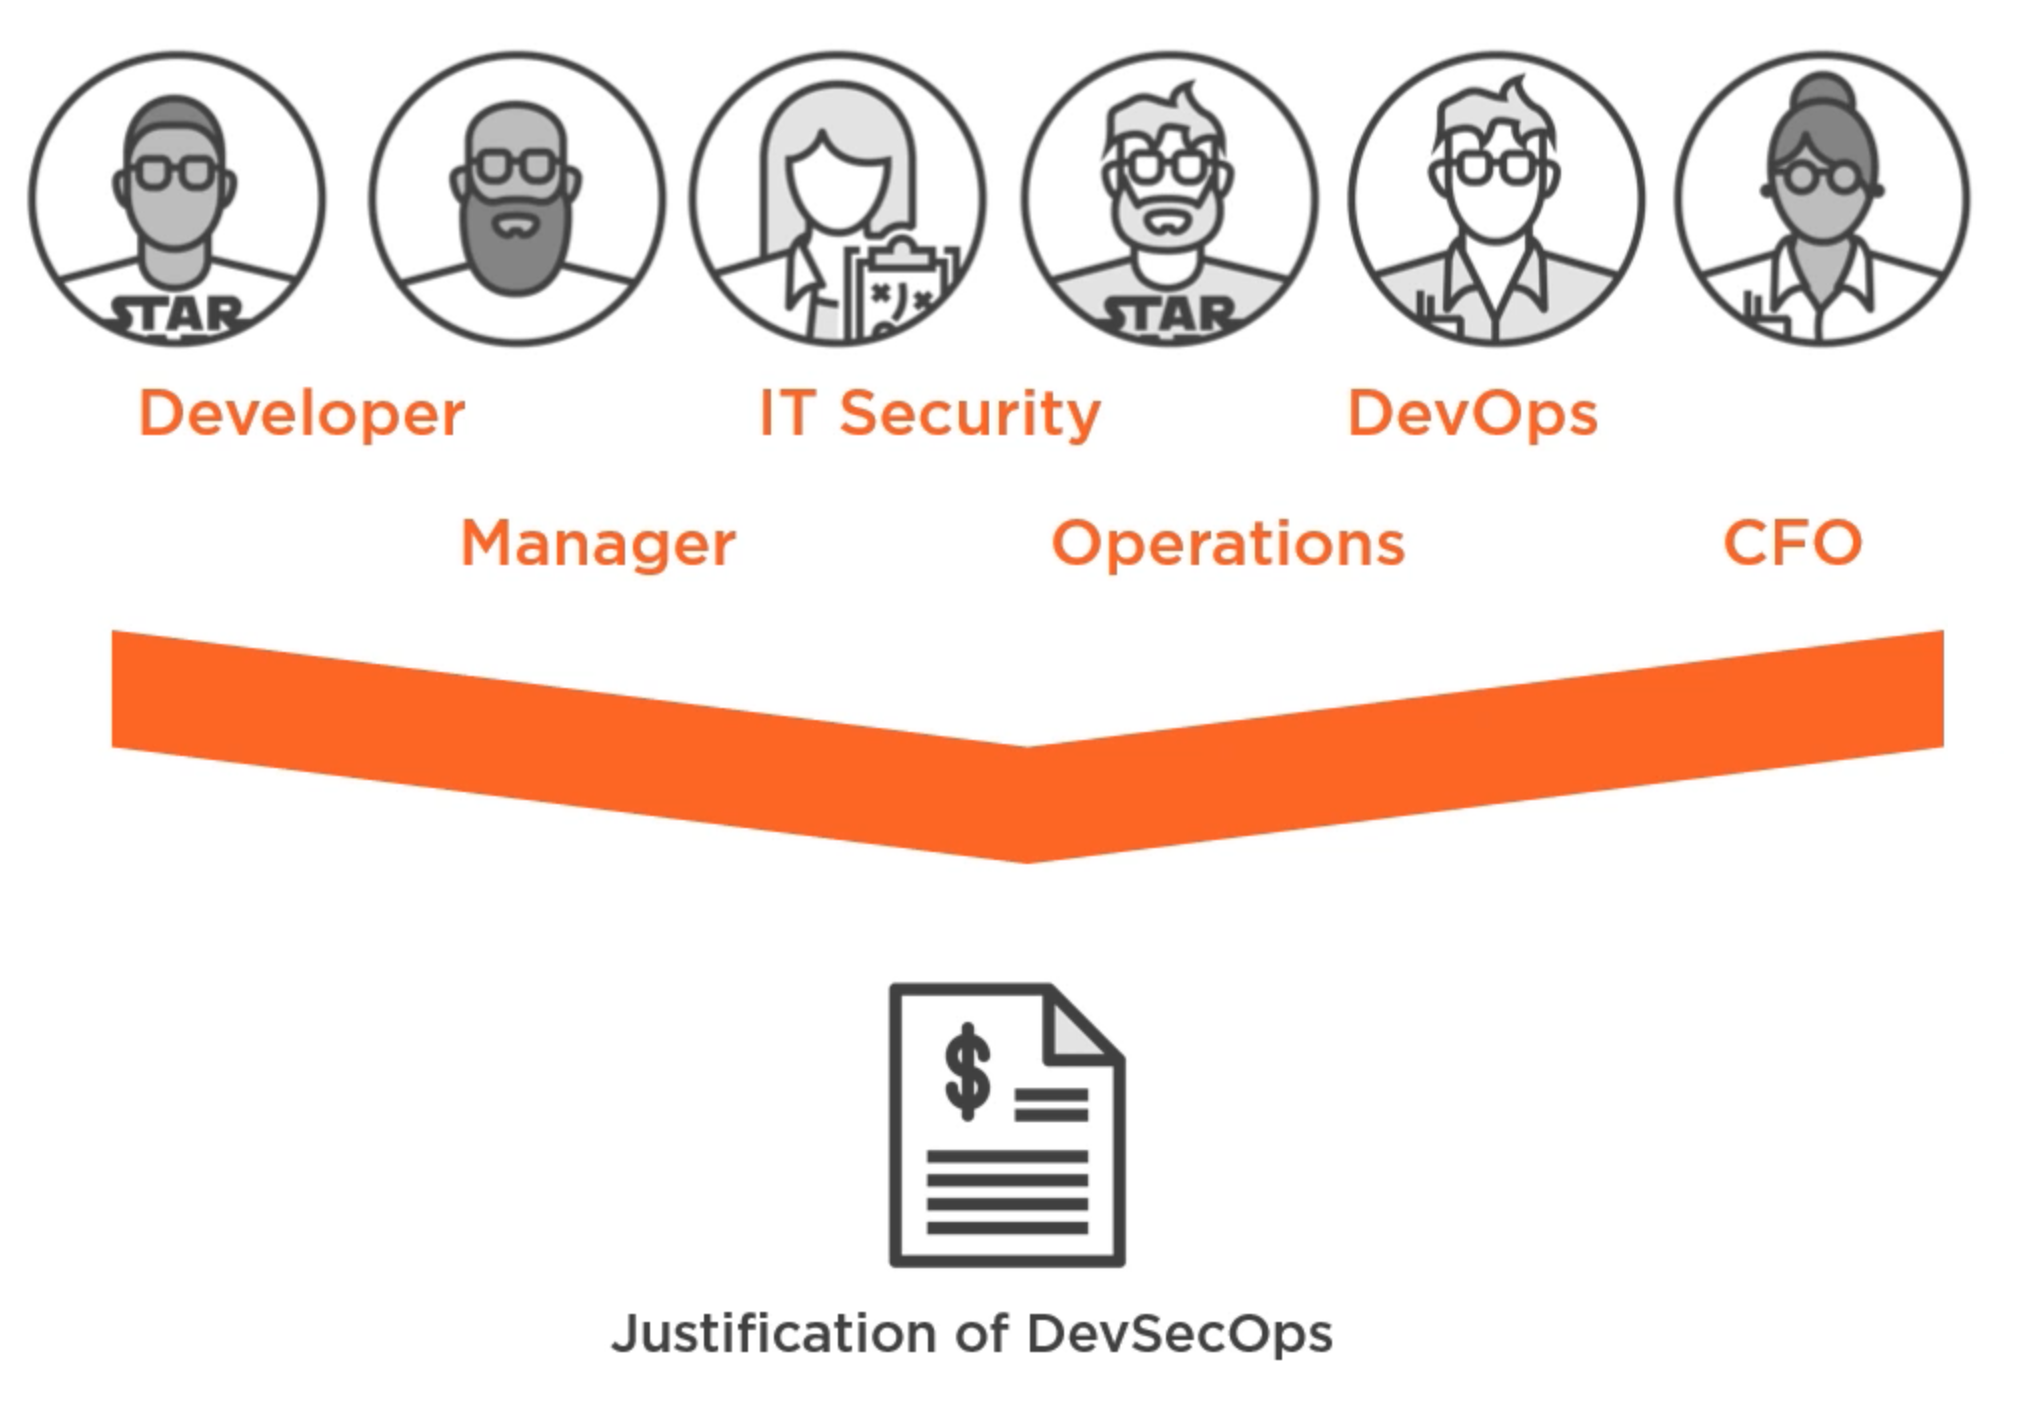 STAR
STAR
Developer
IT Security
DevOps
Manager
Operations
CFO
$
Justification of DevSecOps